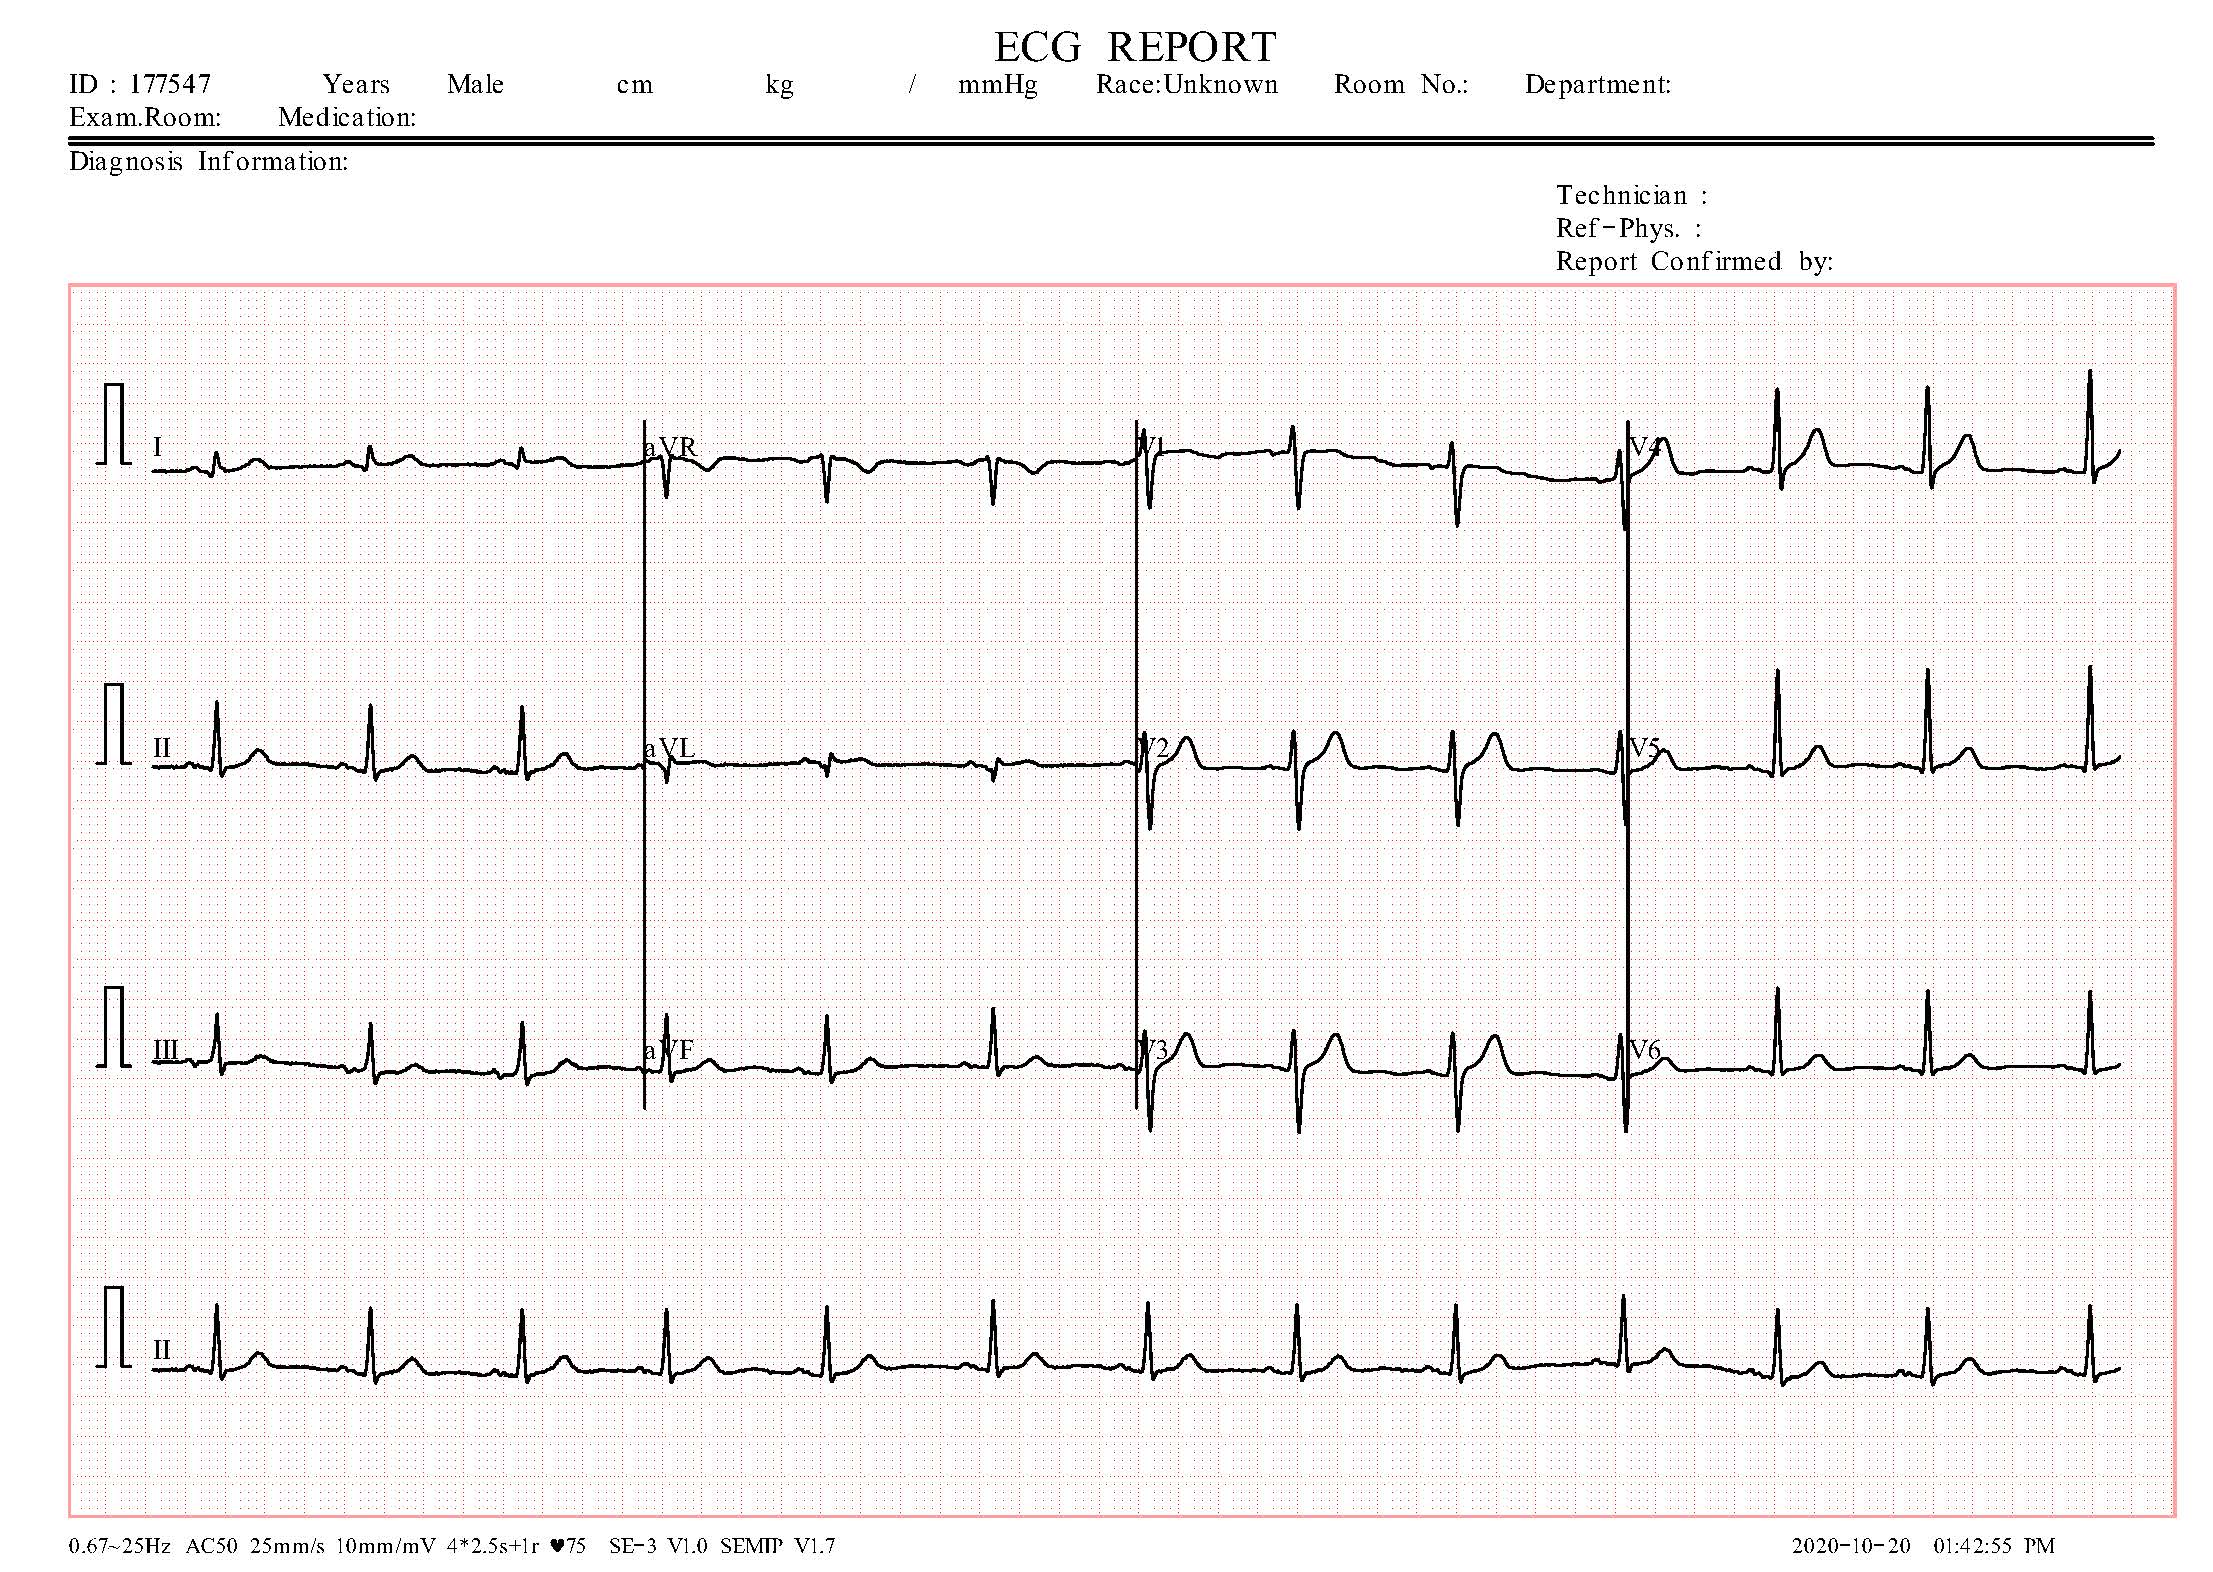 ECG REPORT
ID : 177547 Years Male cm kg / mmHg Race:Unknown Room No.: Department:
Exam.Room: Medication:
Diagnosis Information:
Technician :
Ref-Phys. :
Report Confirmed by:
I aVR V1 V4
II aVL V2 V5
III aVF V3 V6
II
0.67~25Hz AC50 25mm/s 10mm/mV 4*2.5s+1r ♥75 SE-3 V1.0 SEMIP V1.7 2020-10-20 01:42:55 PM